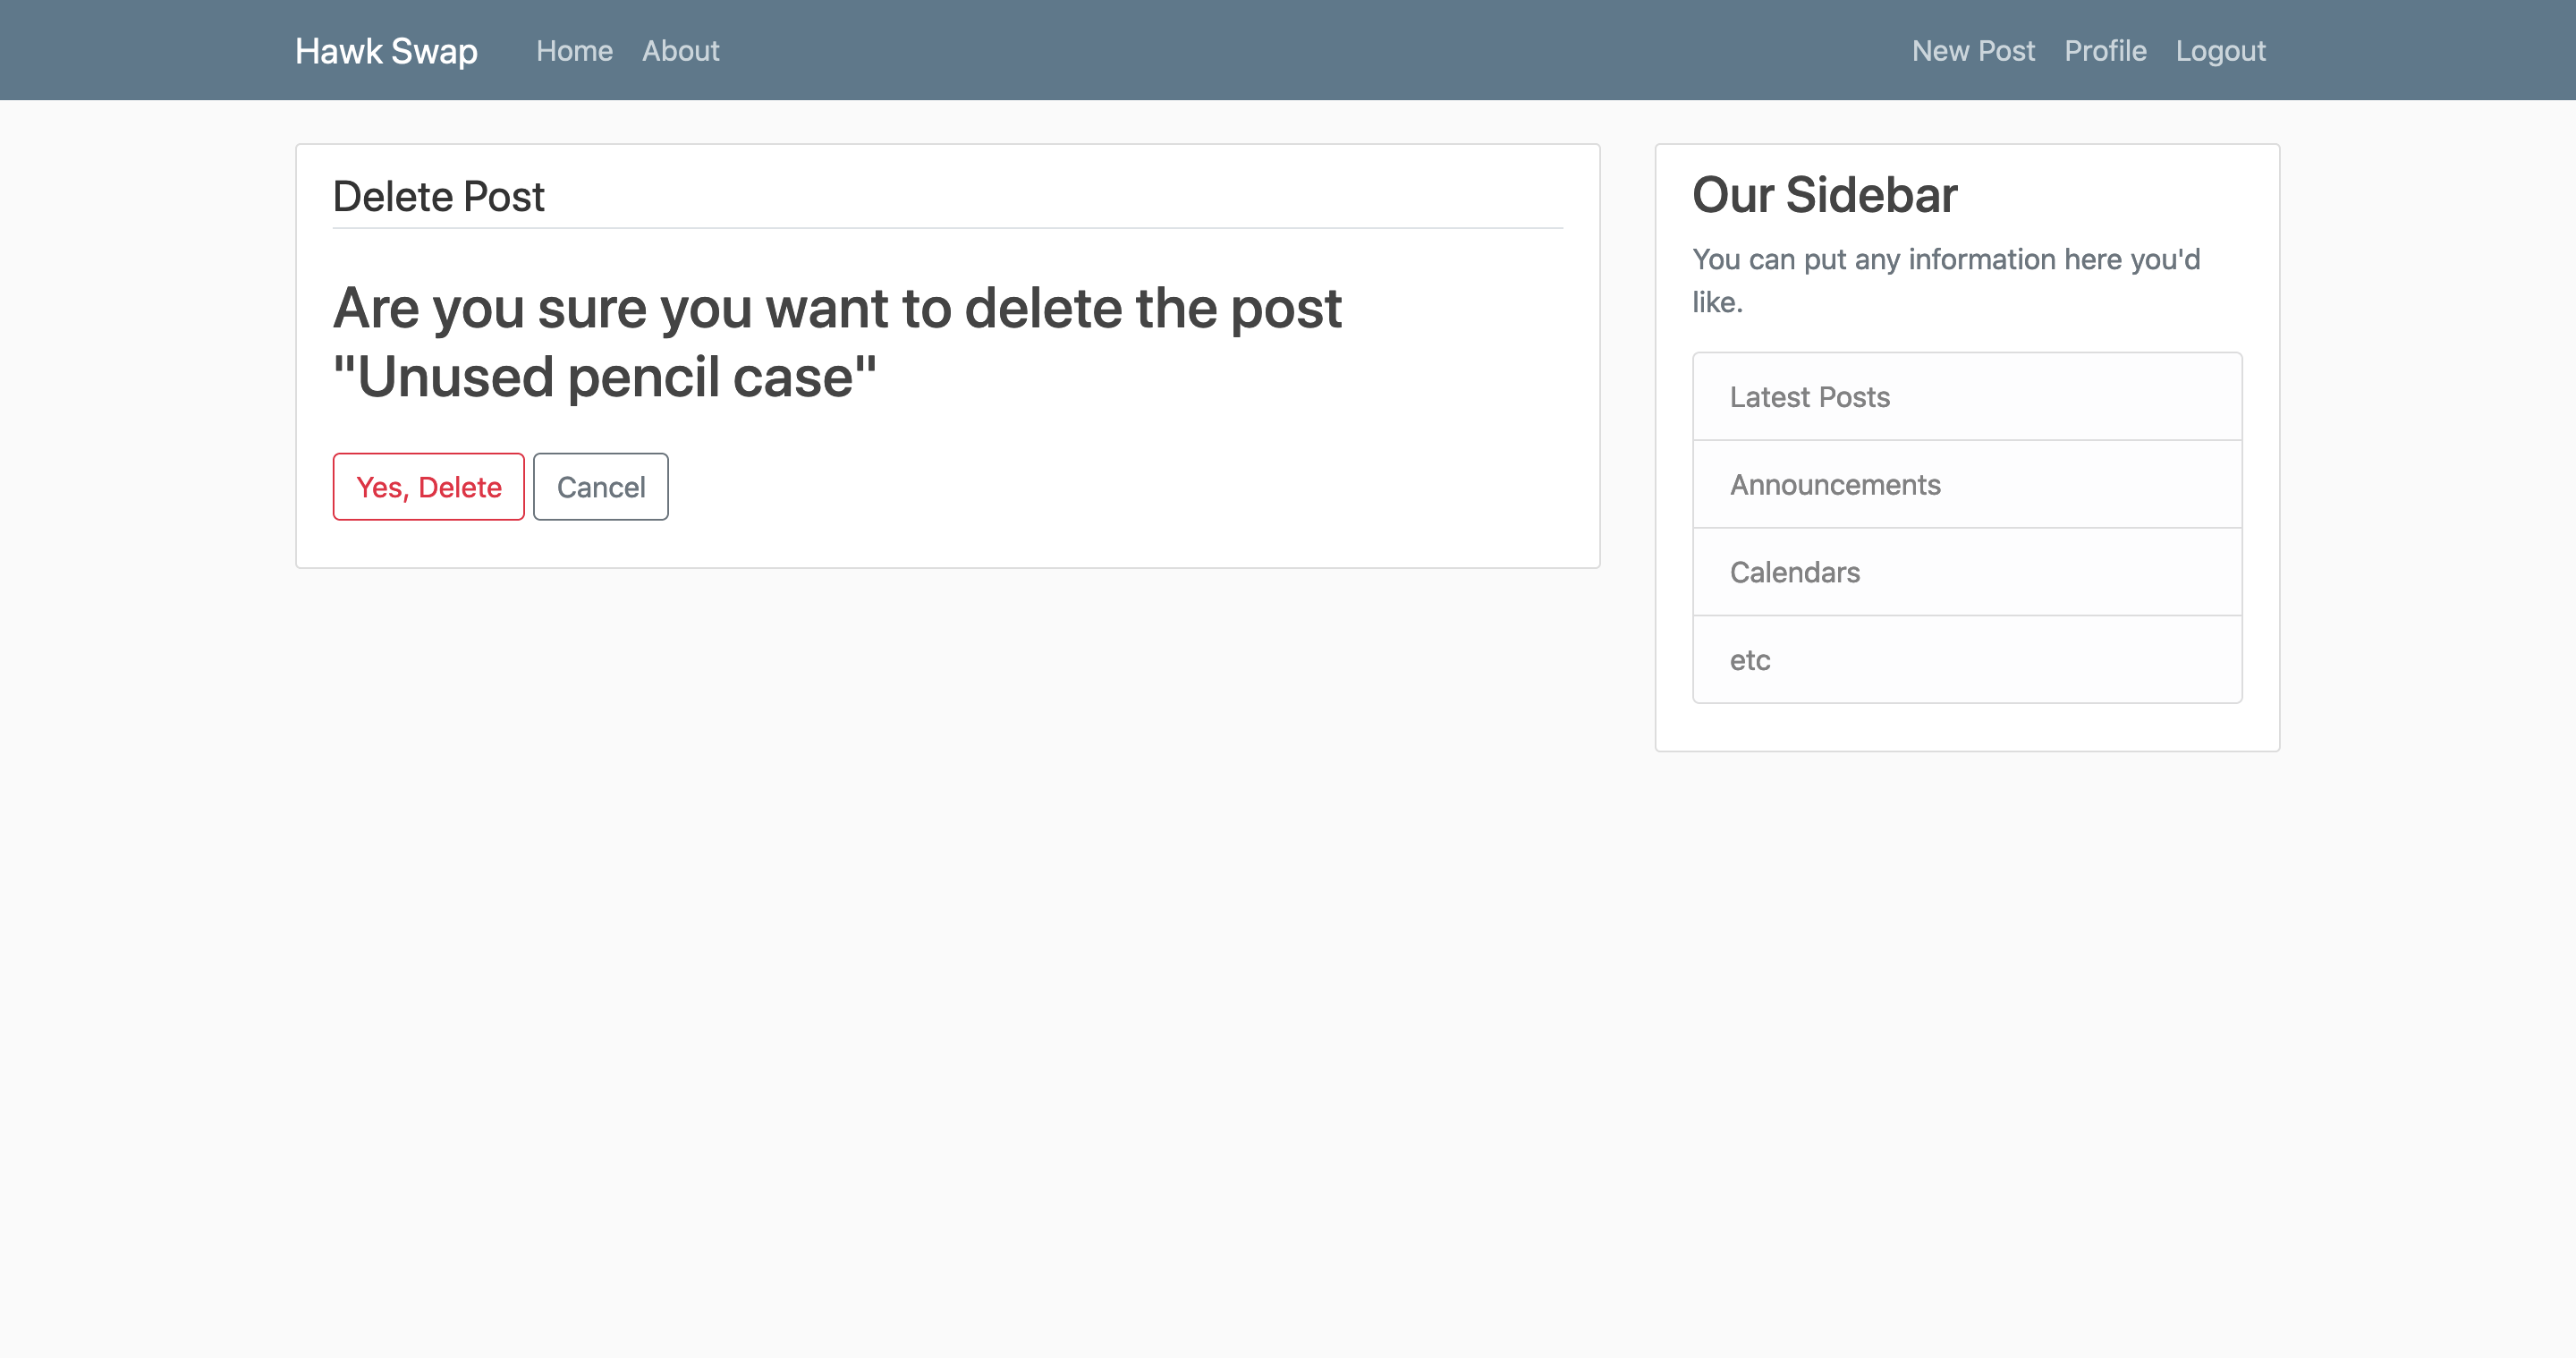 Hawk Swap Home About New Post Profile Logout
Delete Post
Are you sure you want to delete the post
"Unused pencil case"
Yes, Delete Cancel
Our Sidebar
You can put any information here you'd
like.
Latest Posts
Announcements
Calendars
etc